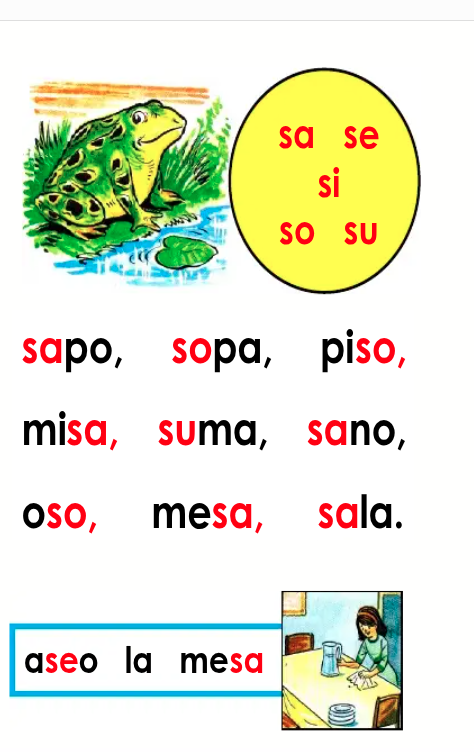 sa se
si
so su
sapo, sopa, piso,
misa, suma, sano,
oso, mesa, sala.
aseo la mesa